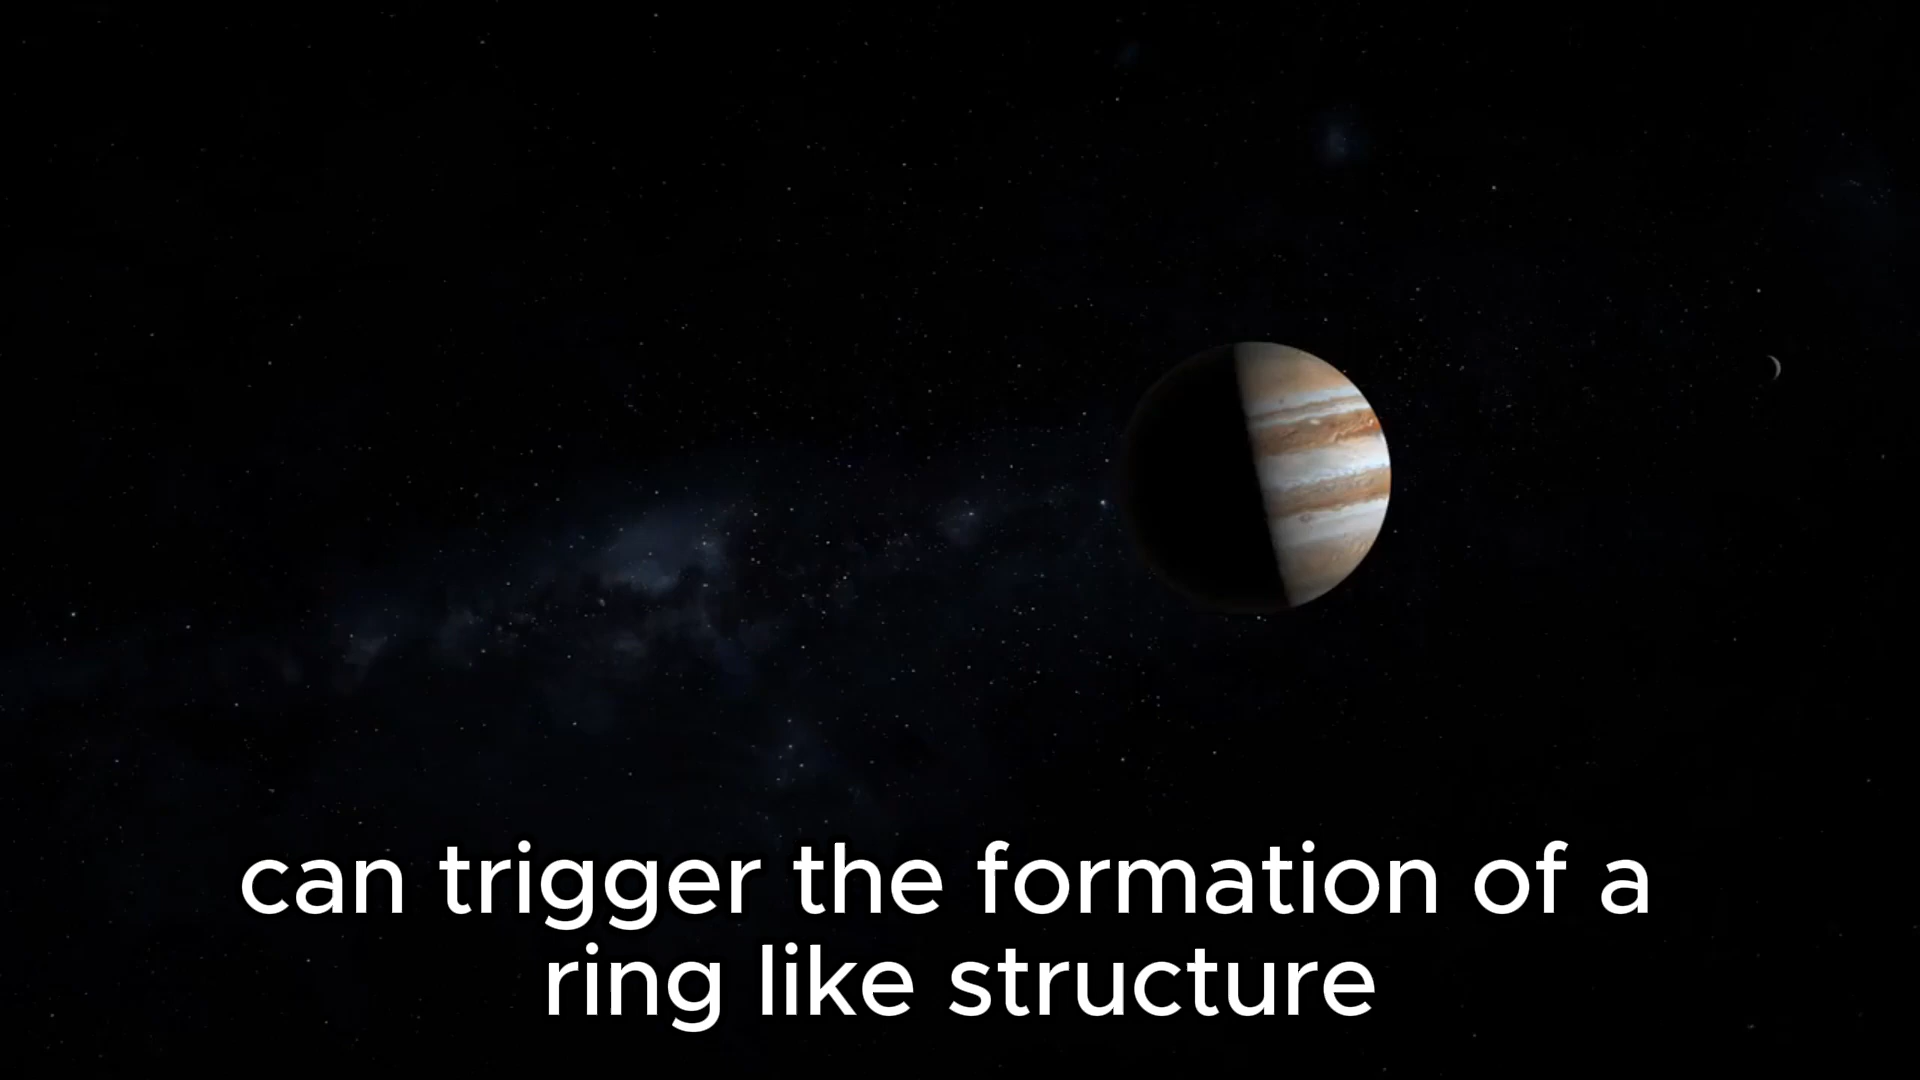 can trigger the formation of a
ring like structure